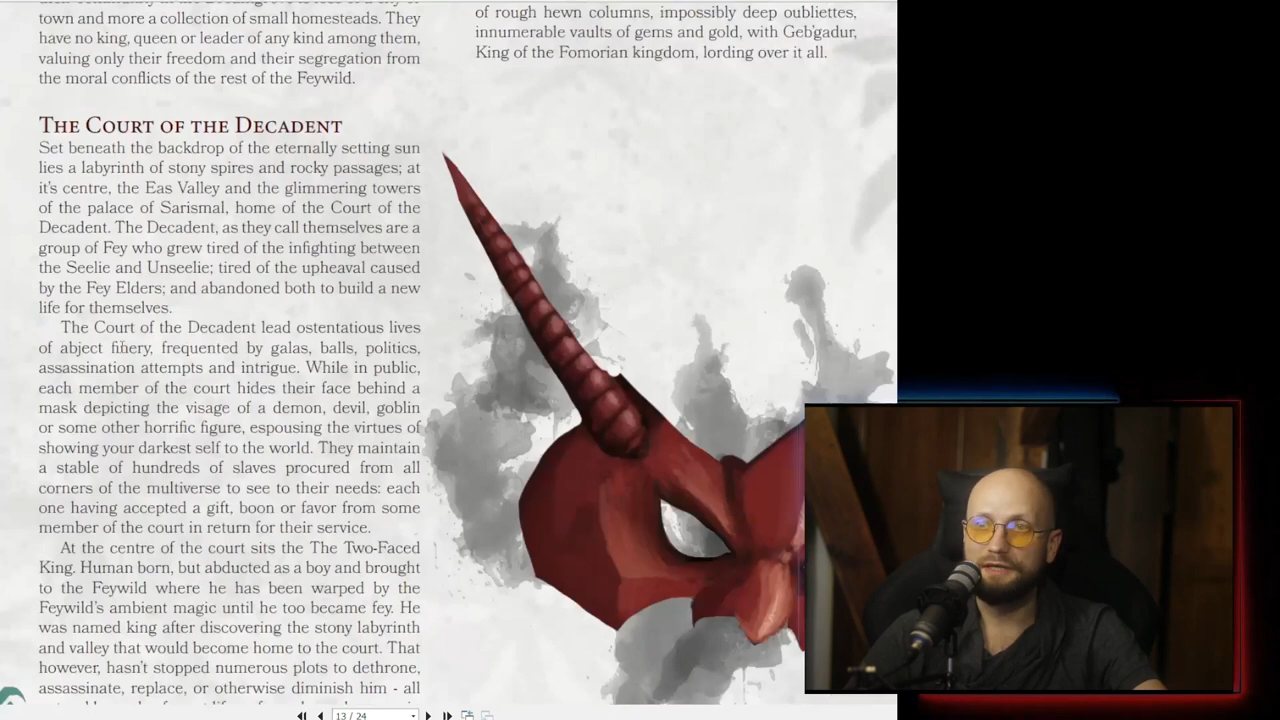 town and more a collection of small homesteads. They
have no king, queen or leader of any kind among them,
valuing only their freedom and their segregation from
the moral conflicts of the rest of the Feywild.
THE COURT OF THE DECADENT
Set beneath the backdrop of the eternally setting sun
lies a labyrinth of stony spires and rocky passages; at
it's centre, the Eas Valley and the glimmering towers
of the palace of Sarismal, home of the Court of the
Decadent. The Decadent, as they call themselves are a
group of Fey who grew tired of the infighting between
the Seelie and Unseelie; tired of the upheaval caused
by the Fey Elders; and abandoned both to build a new
life for themselves.
The Court of the Decadent lead ostentatious lives
of abject finery, frequented by galas, balls, politics,
assassination attempts and intrigue. While in public,
each member of the court hides their face behind a
mask depicting the visage of a demon, devil, goblin
or some other horrific figure, espousing the virtues of
showing your darkest self to the world. They maintain
a stable of hundreds of slaves procured from all
corners of the multiverse to see to their needs: each
one having accepted a gift, boon or favor from some
member of the court in return for their service.
At the centre of the court sits the The Two-Faced
King. Human born, but abducted as a boy and brought
to the Feywild where he has been warped by the
Feywild's ambient magic until he too became fey. He
was named king after discovering the stony labyrinth
and valley that would become home to the court. That
however, hasn't stopped numerous plots to dethrone,
assassinate, replace, or otherwise diminish him - all
of rough hewn columns, impossibly deep oubliettes,
innumerable vaults of gems and gold, with Geb'gadur,
King of the Fomorian kingdom, lording over it all.
13 / 24